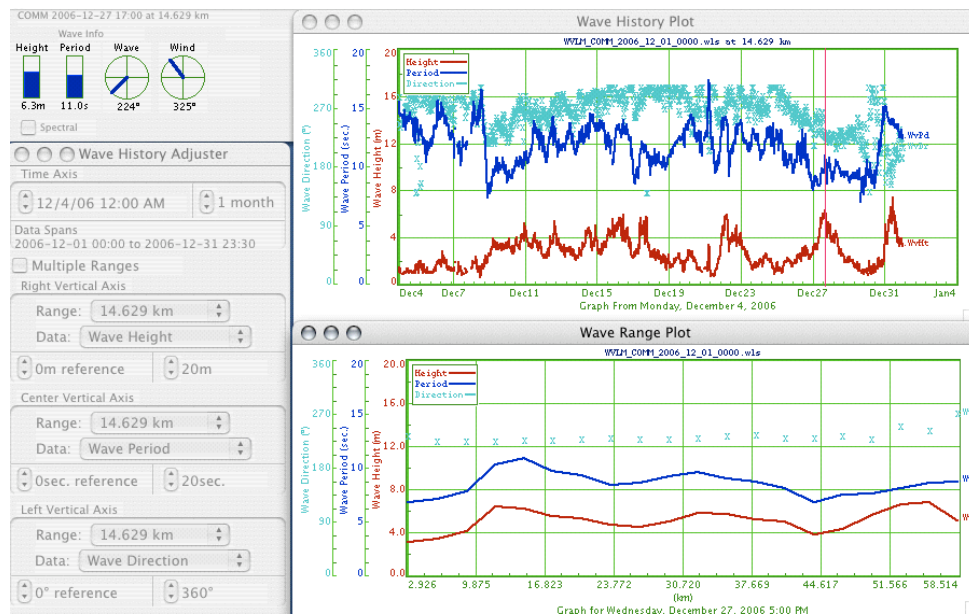 COMM 2006-12-27 17:00 at 14.629 km
Wave Info
Height Period Wave Wind
6.3m 11.0s 224° 325°
Spectral
Wave History Adjuster
Time Axis
12/4/06 12:00 AM 1 month
Data Spans
2006-12-01 00:00 to 2006-12-31 23:30
Multiple Ranges
Right Vertical Axis
Range: 14.629 km
Data: Wave Height
0m reference 20m
Center Vertical Axis
Range: 14.629 km
Data: Wave Period
0sec. reference 20sec.
Left Vertical Axis
Range: 14.629 km
Data: Wave Direction
0° reference 360°
Wave History Plot
WVLM_COMM_2006_12_01_0000.wls at 14.629 km
Height
Period
Direction
Wave Direction (°)
360
270
180
90
0
Wave Period (sec.)
20
15
10
5
0
Wave Height (m)
20.0
16
12
8
4
0.0
WvPd
WvDr
WvHt
Dec4 Dec7 Dec11 Dec15 Dec19 Dec23 Dec27 Dec31 Jan4
Graph From Monday, December 4, 2006
Wave Range Plot
WVLM_COMM_2006_12_01_0000.wls
Height
Period
Direction
Wave Direction (°)
360
270
180
90
0
Wave Period (sec.)
20
15
10
5
0
Wave Height (m)
20.0
16.0
12.0
8.0
4.0
0.0
2.926 9.875 16.823 23.772 30.720 37.669 44.617 51.566 58.514
(km)
Graph for Wednesday, December 27, 2006 5:00 PM